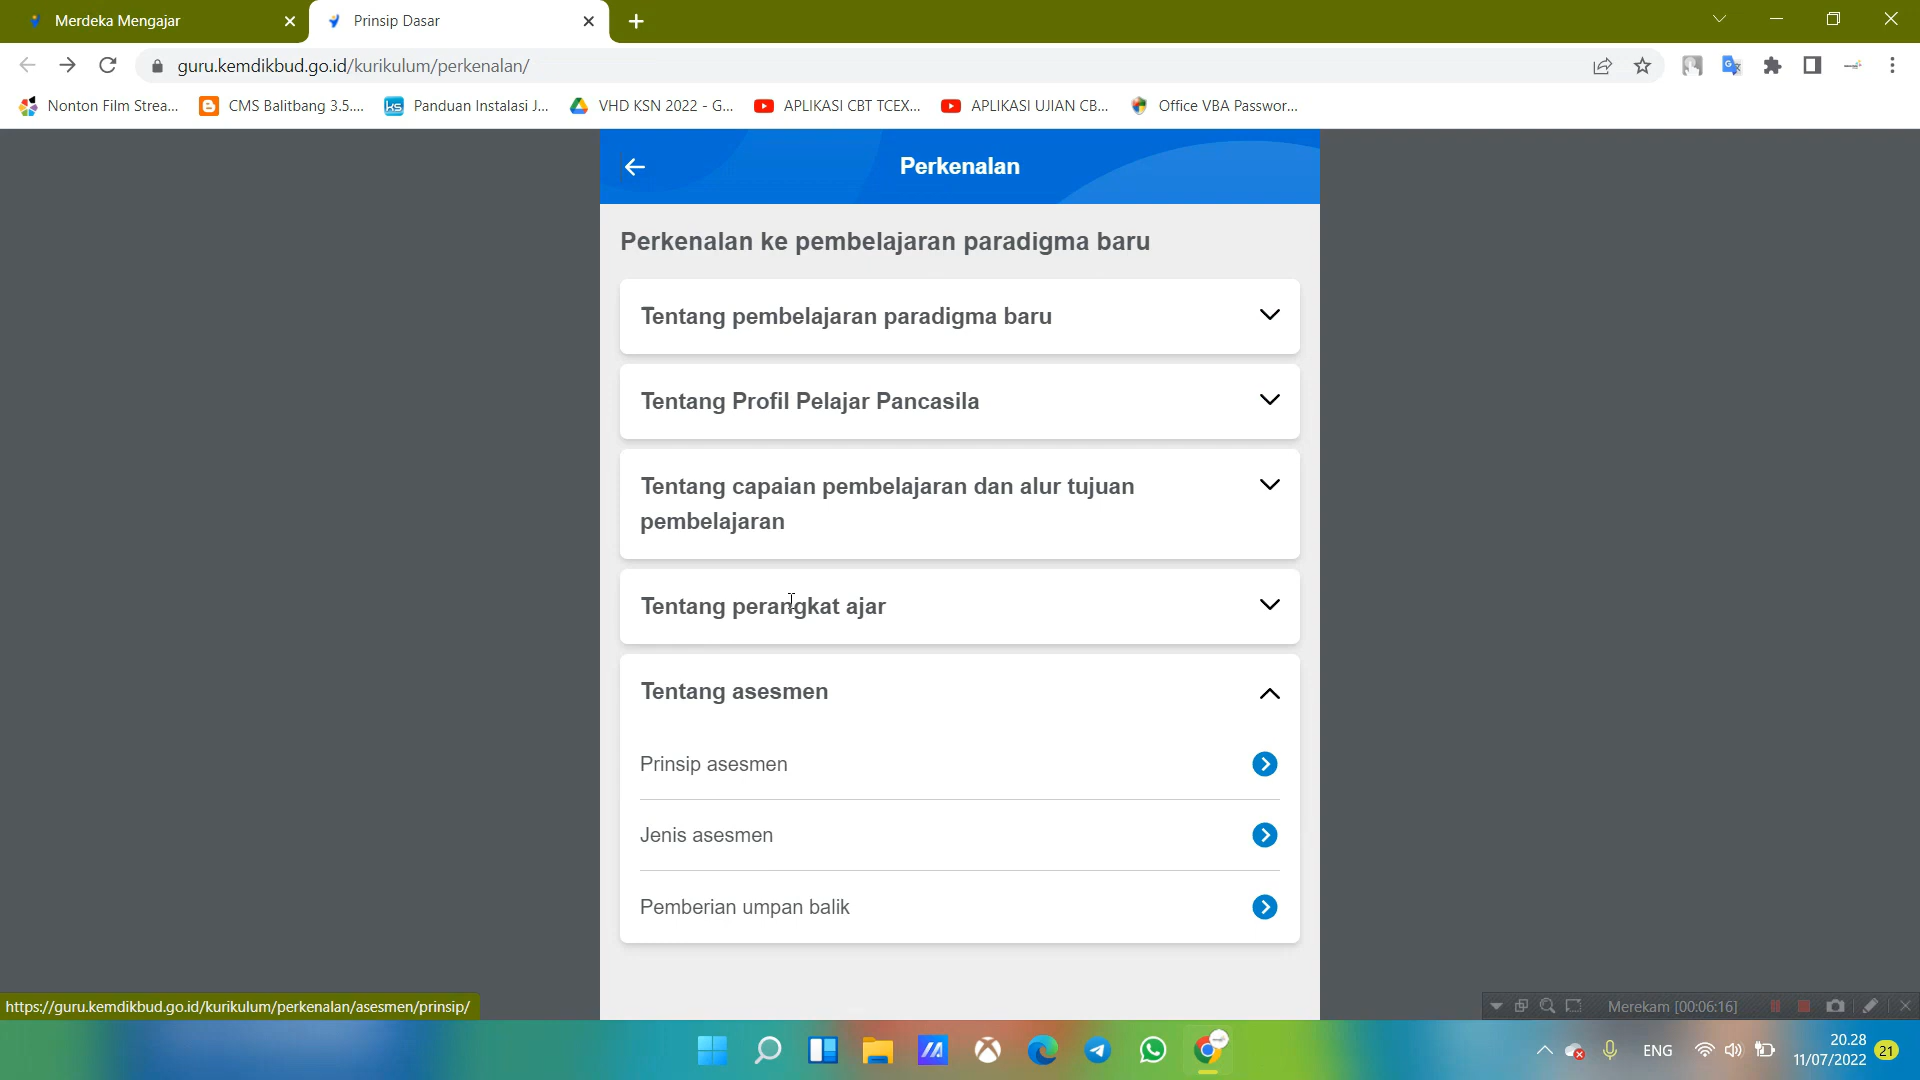 Merdeka Mengajar
Prinsip Dasar
guru.kemdikbud.go.id/kurikulum/perkenalan/
Nonton Film Strea...
CMS Balitbang 3.5....
Panduan Instalasi J...
VHD KSN 2022 - G...
APLIKASI CBT TCEX...
APLIKASI UJIAN CB...
Office VBA Passwor...
Perkenalan
Perkenalan ke pembelajaran paradigma baru
Tentang pembelajaran paradigma baru
Tentang Profil Pelajar Pancasila
Tentang capaian pembelajaran dan alur tujuan
pembelajaran
Tentang perangkat ajar
Tentang asesmen
Prinsip asesmen
Jenis asesmen
Pemberian umpan balik
https://guru.kemdikbud.go.id/kurikulum/perkenalan/asesmen/prinsip/
Merekam [00:06:16]
ENG
20.28
11/07/2022
21